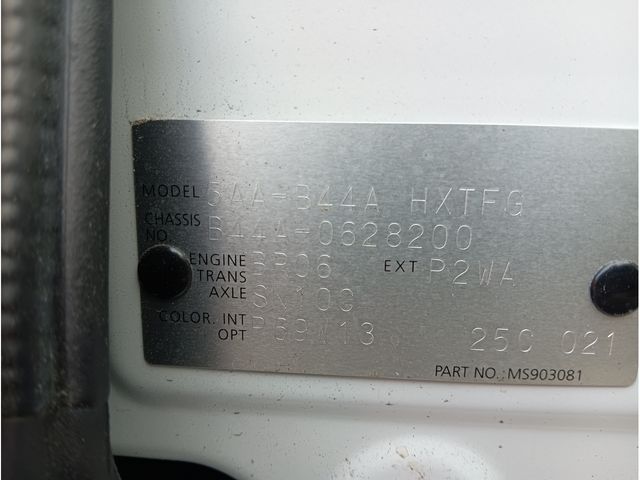 MODEL 5AA-B44A HXTFG
CHASSIS NO. B44A-0628200
ENGINE BR06 EXT P2WA
TRANS AXLE
COLOR. INT P69W13
OPT 25C 021
PART NO.:MS903081